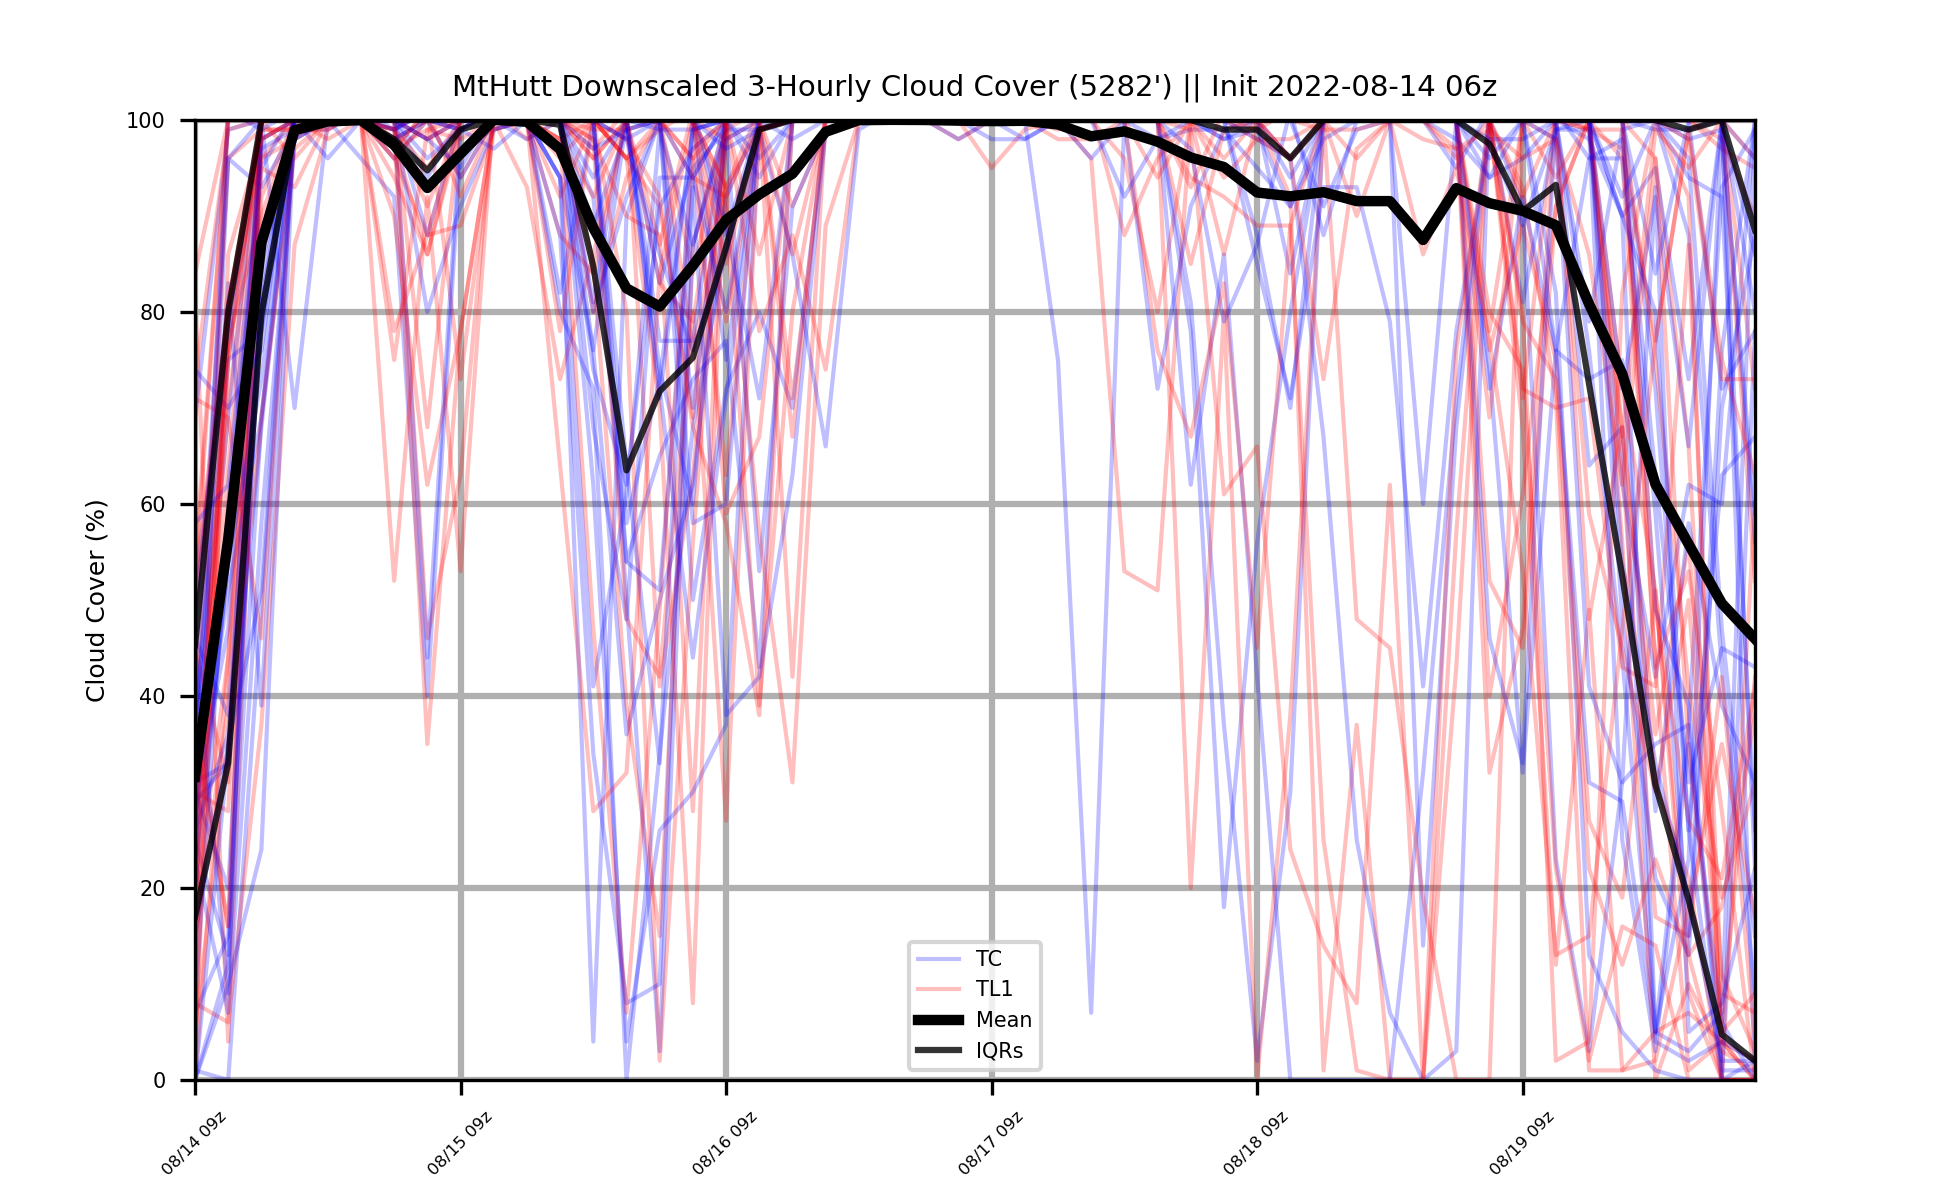 MtHutt Downscaled 3-Hourly Cloud Cover (5282') || Init 2022-08-14 06z
Cloud Cover (%)
100
80
60
40
20
0
TC
TL1
Mean
IQRs
08/14 09z
08/15 09z
08/16 09z
08/17 09z
08/18 09z
08/19 09z